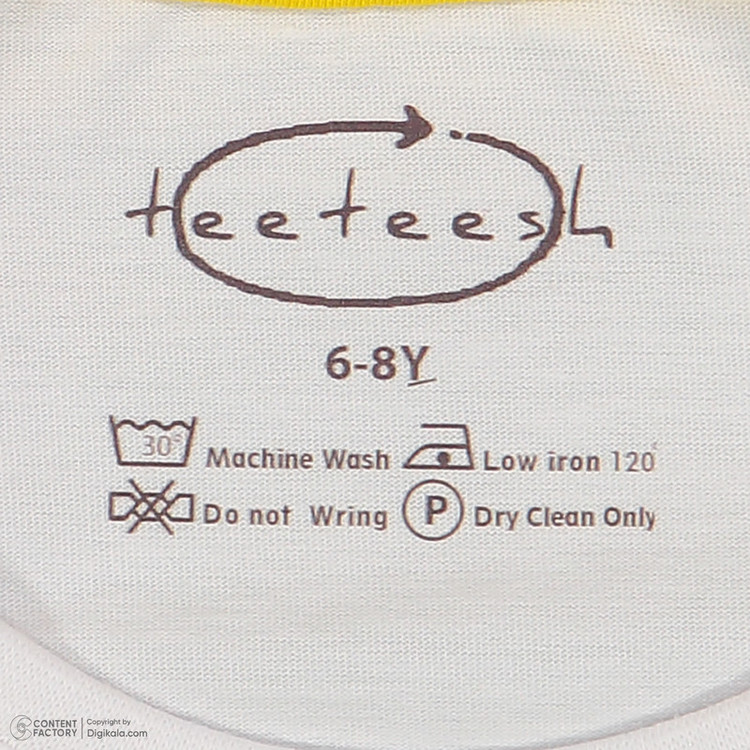 teeteesh
6-8Y
30° Machine Wash Low iron 120°
Do not Wring P Dry Clean Only
CONTENT FACTORY Copyright by Digikala.com